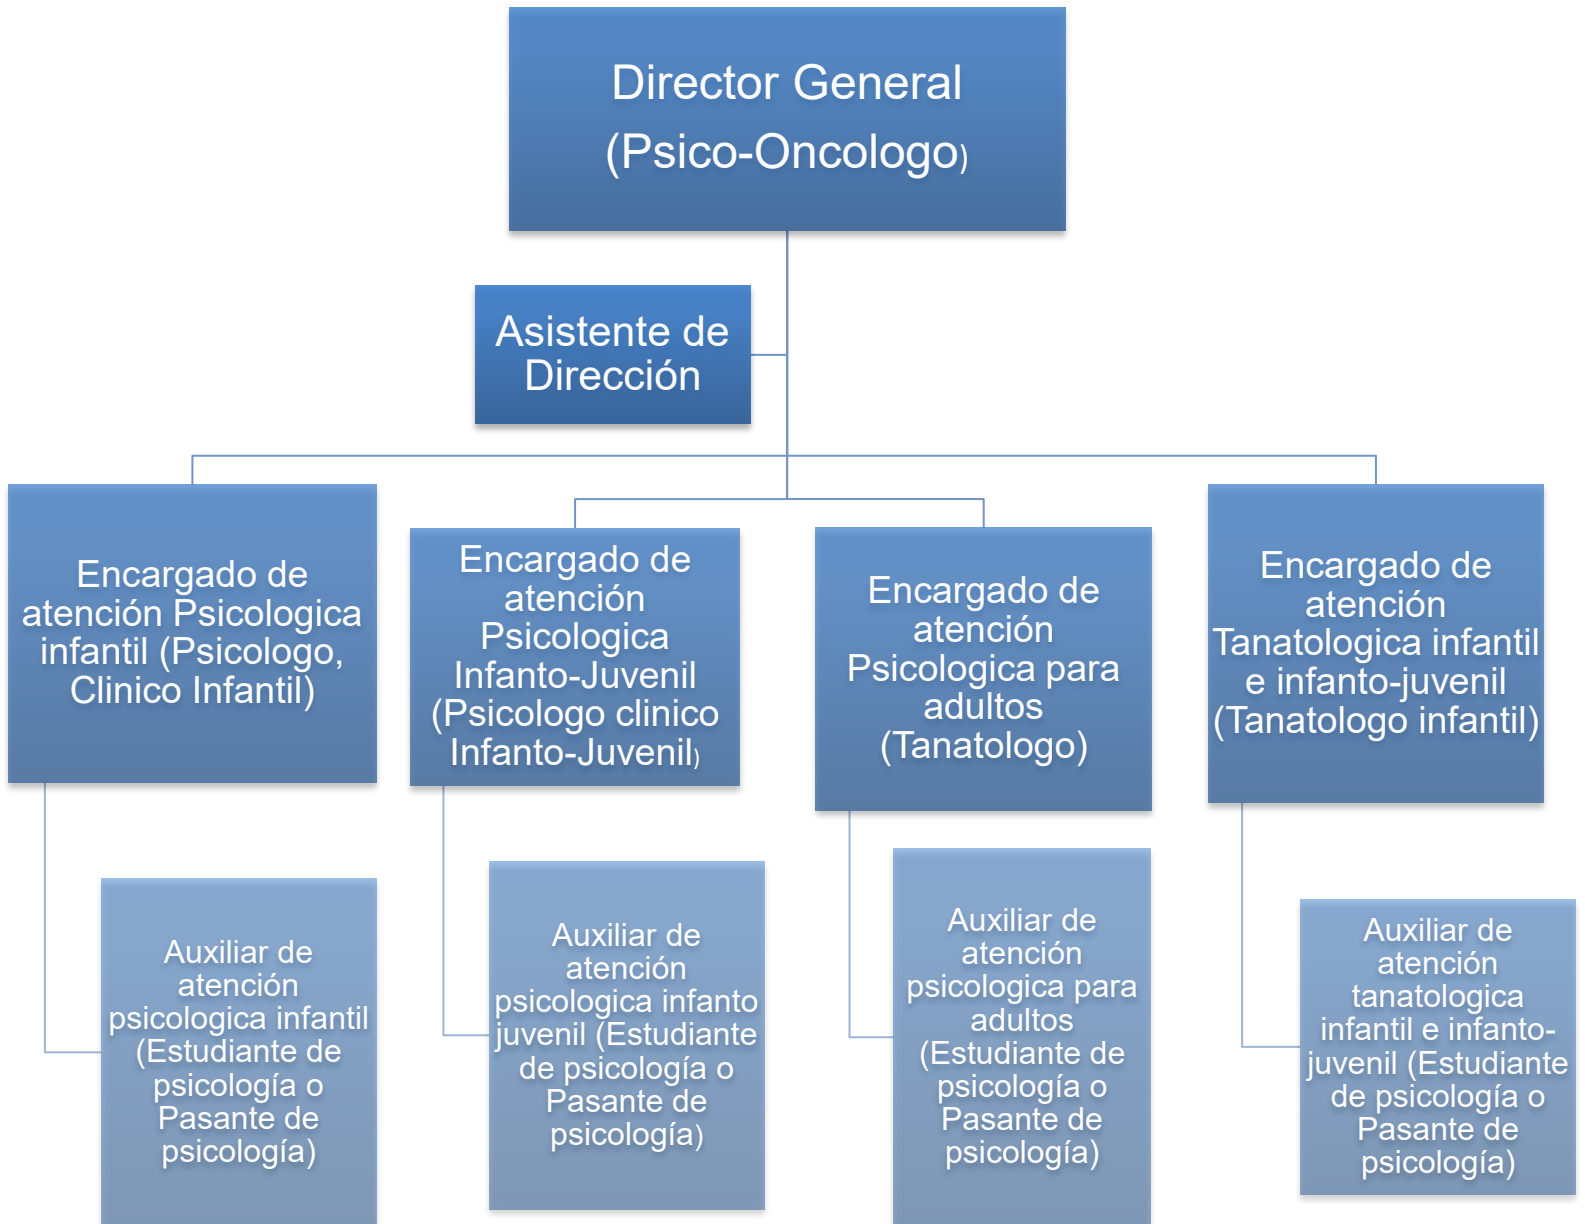 Director General
(Psico-Oncologo)
Asistente de
Dirección
Encargado de
atención Psicologica
infantil (Psicologo,
Clinico Infantil)
Encargado de
atención
Psicologica
Infanto-Juvenil
(Psicologo clinico
Infanto-Juvenil)
Encargado de
atención
Psicologica para
adultos
(Tanatologo)
Encargado de
atención
Tanatologica infantil
e infanto-juvenil
(Tanatologo infantil)
Auxiliar de
atención
psicologica infantil
(Estudiante de
psicología o
Pasante de
psicología)
Auxiliar de
atención
psicologica infanto
juvenil (Estudiante
de psicología o
Pasante de
psicología)
Auxiliar de
atención
psicologica para
adultos
(Estudiante de
psicología o
Pasante de
psicología)
Auxiliar de
atención
tanatologica
infantil e infanto-
juvenil (Estudiante
de psicología o
Pasante de
psicología)